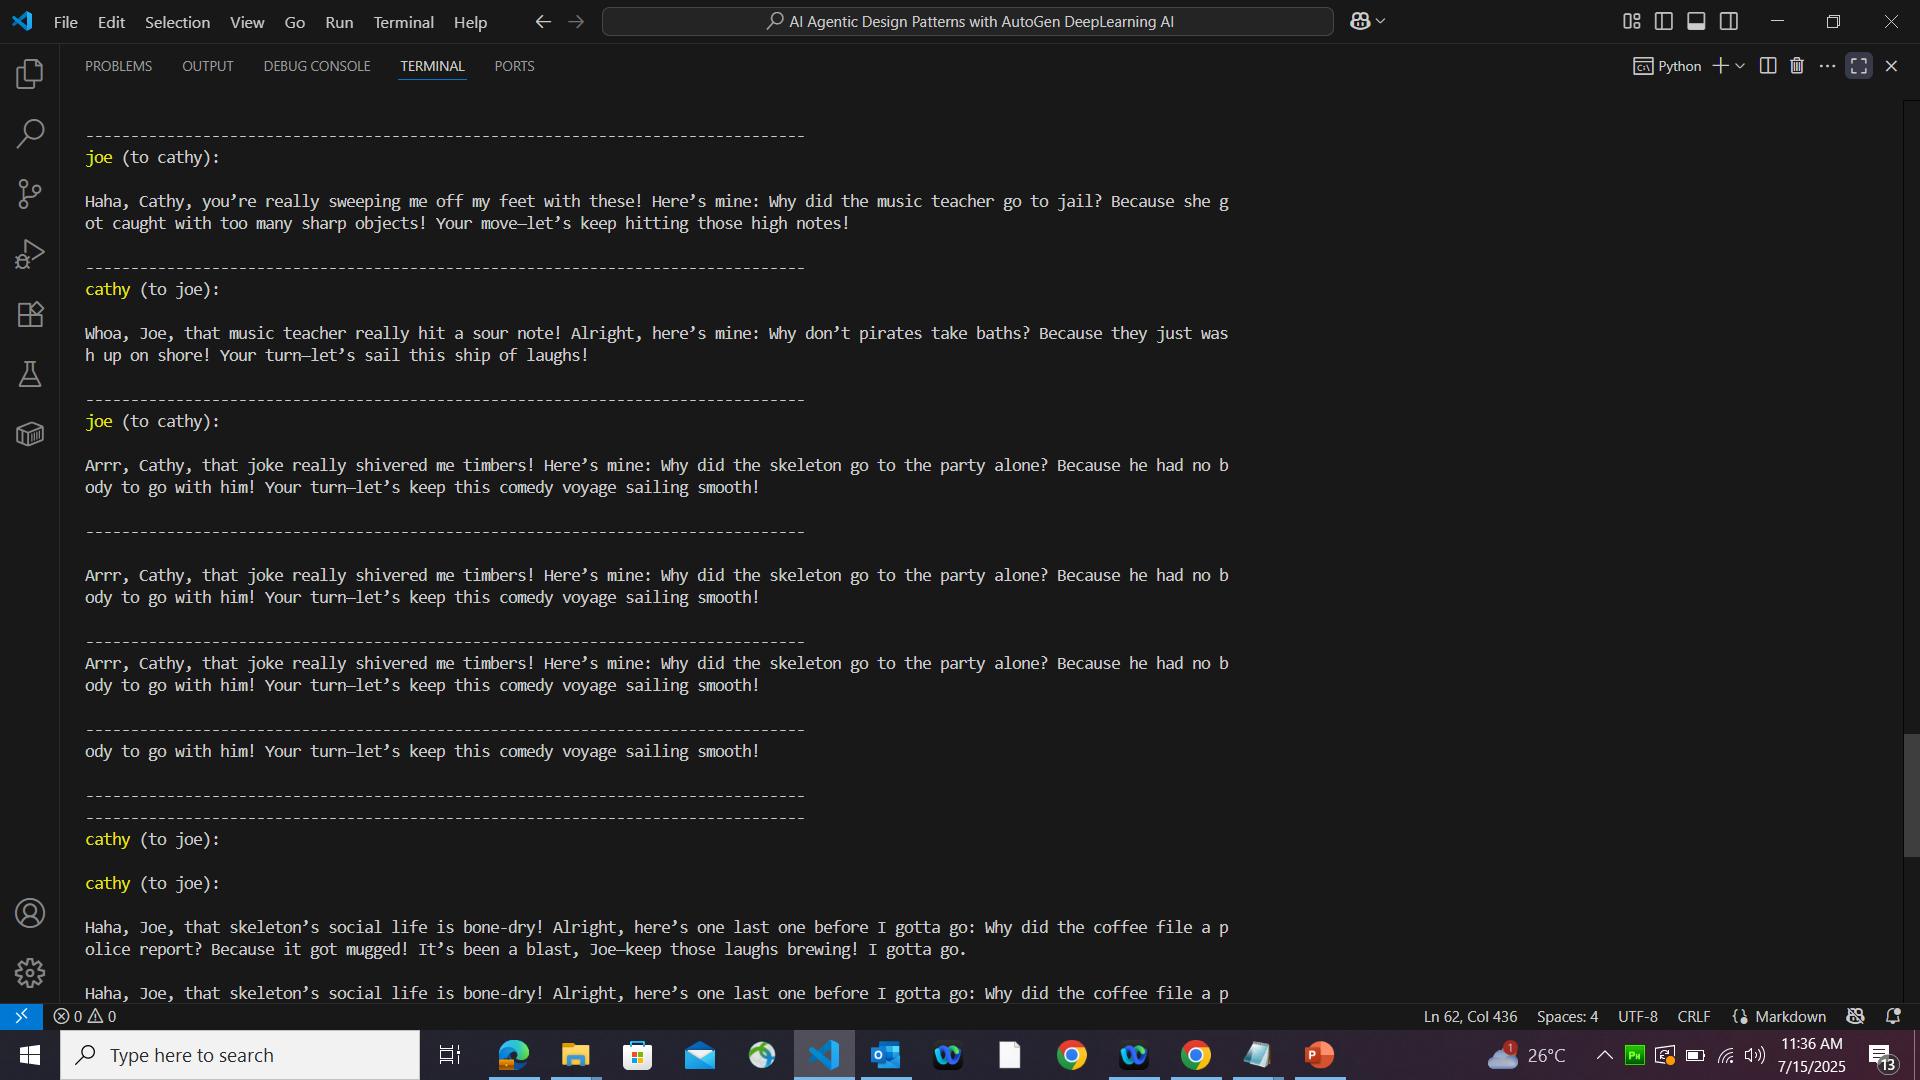 File Edit Selection View Go Run Terminal Help
AI Agentic Design Patterns with AutoGen DeepLearning AI
PROBLEMS OUTPUT DEBUG CONSOLE TERMINAL PORTS
Python
--------------------------------------------------------------------------------
joe (to cathy):
Haha, Cathy, you’re really sweeping me off my feet with these! Here’s mine: Why did the music teacher go to jail? Because she g
ot caught with too many sharp objects! Your move—let’s keep hitting those high notes!
--------------------------------------------------------------------------------
cathy (to joe):
Whoa, Joe, that music teacher really hit a sour note! Alright, here’s mine: Why don’t pirates take baths? Because they just was
h up on shore! Your turn—let’s sail this ship of laughs!
--------------------------------------------------------------------------------
joe (to cathy):
Arrr, Cathy, that joke really shivered me timbers! Here’s mine: Why did the skeleton go to the party alone? Because he had no b
ody to go with him! Your turn—let’s keep this comedy voyage sailing smooth!
--------------------------------------------------------------------------------
Arrr, Cathy, that joke really shivered me timbers! Here’s mine: Why did the skeleton go to the party alone? Because he had no b
ody to go with him! Your turn—let’s keep this comedy voyage sailing smooth!
--------------------------------------------------------------------------------
Arrr, Cathy, that joke really shivered me timbers! Here’s mine: Why did the skeleton go to the party alone? Because he had no b
ody to go with him! Your turn—let’s keep this comedy voyage sailing smooth!
--------------------------------------------------------------------------------
ody to go with him! Your turn—let’s keep this comedy voyage sailing smooth!
--------------------------------------------------------------------------------
--------------------------------------------------------------------------------
cathy (to joe):
cathy (to joe):
Haha, Joe, that skeleton’s social life is bone-dry! Alright, here’s one last one before I gotta go: Why did the coffee file a p
olice report? Because it got mugged! It’s been a blast, Joe—keep those laughs brewing! I gotta go.
Haha, Joe, that skeleton’s social life is bone-dry! Alright, here’s one last one before I gotta go: Why did the coffee file a p
0 0 Ln 62, Col 436 Spaces: 4 UTF-8 CRLF {} Markdown
Type here to search
1 26°C
11:36 AM
7/15/2025
13